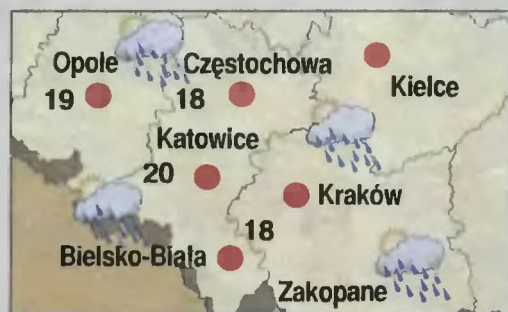 Opole
Częstochowa
Kielce
19
18
Katowice
20
Kraków
18
Bielsko-Biała
Zakopane